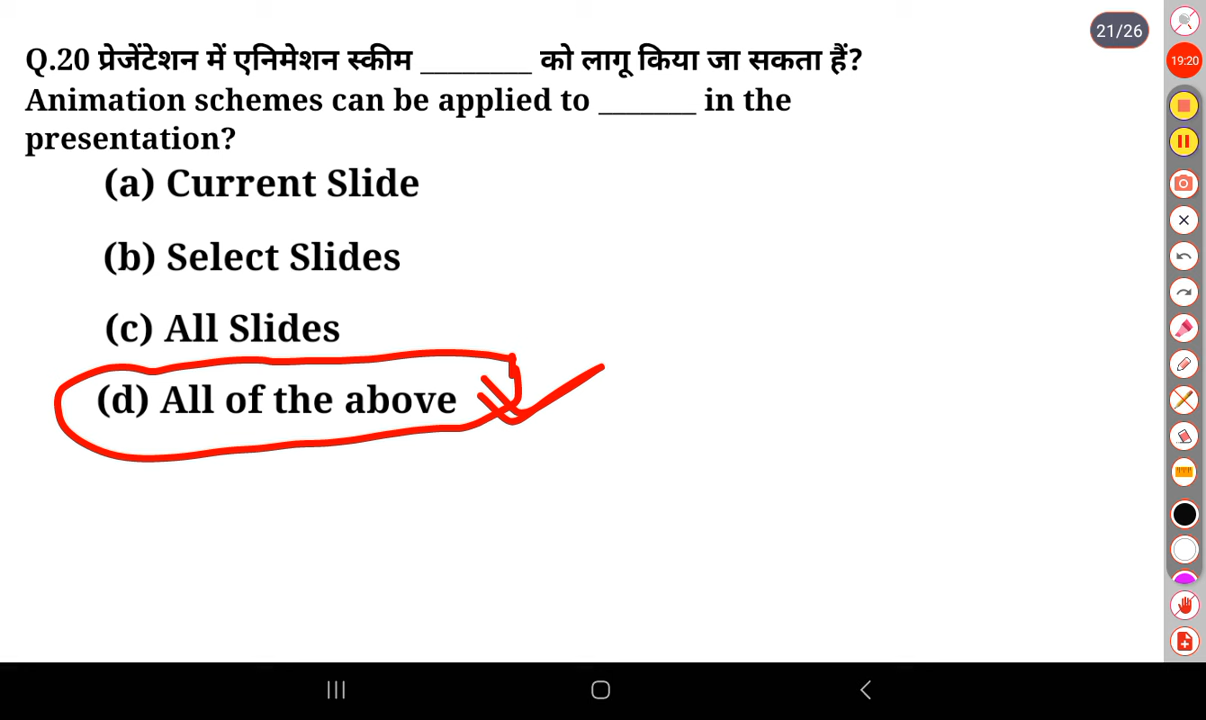 21/26
19:20
Q.20 प्रेजेंटेशन में एनिमेशन स्कीम ________ को लागू किया जा सकता हैं?
Animation schemes can be applied to _______ in the
presentation?
(a) Current Slide
(b) Select Slides
(c) All Slides
(d) All of the above